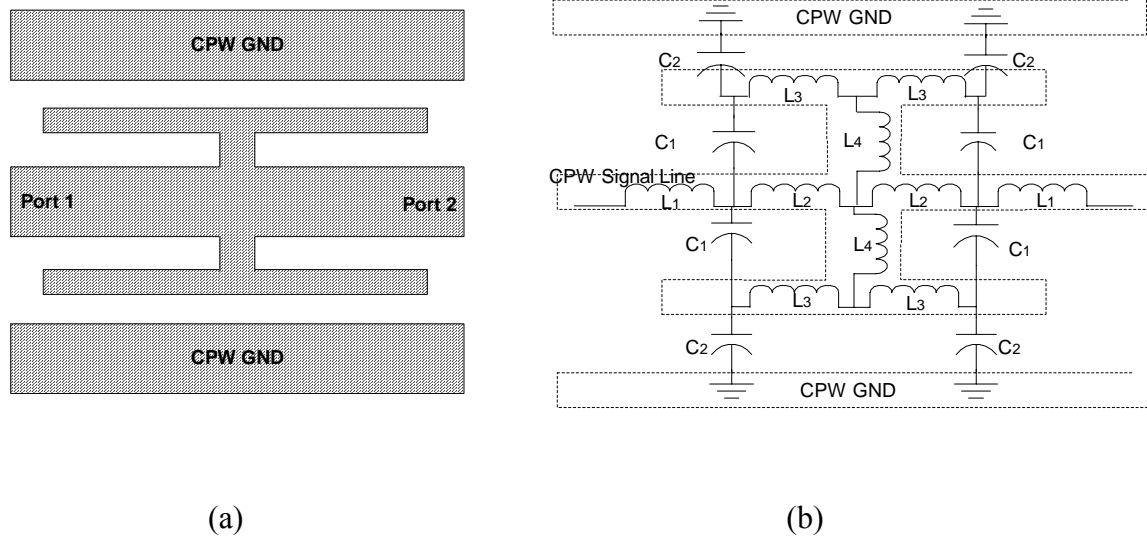 CPW GND
Port 1
Port 2
CPW GND
(a)
CPW GND
C2
C2
L3
L3
C1
L4
C1
CPW Signal Line
L1
L2
L2
L1
C1
L4
C1
L3
L3
C2
C2
CPW GND
(b)